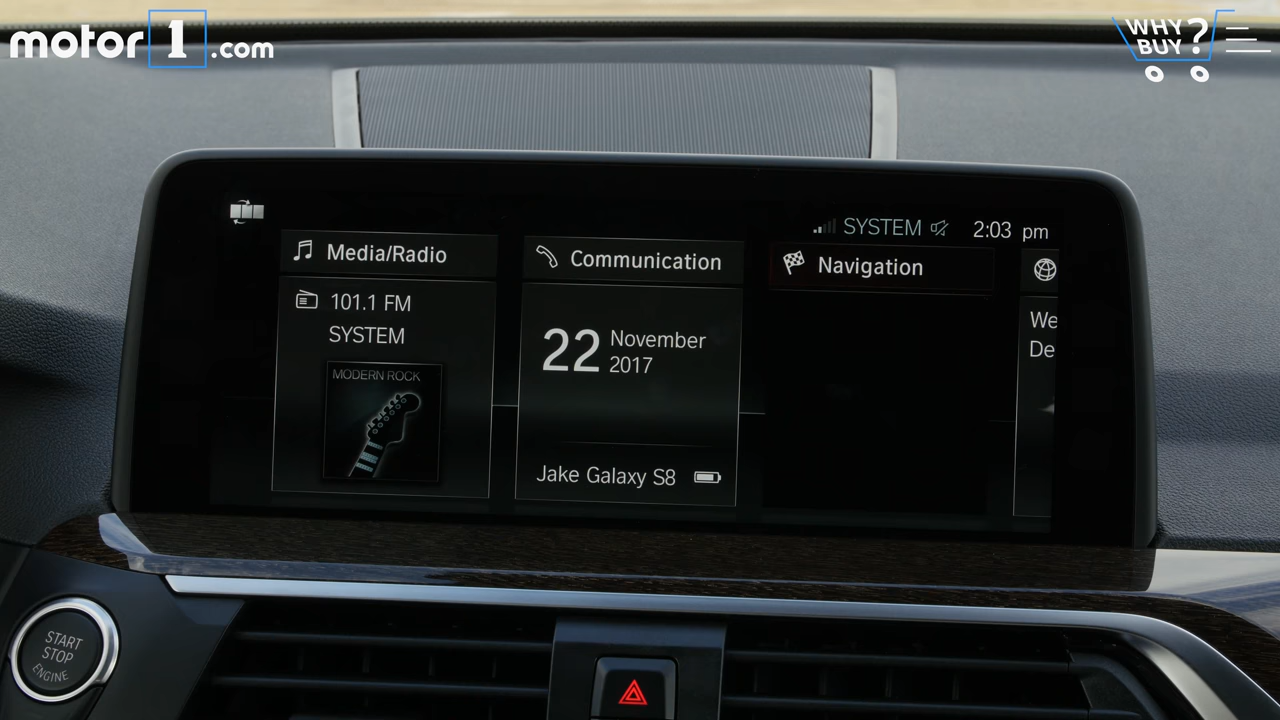 motor1.com
WHY
BUY?
SYSTEM 2:03 pm
Media/Radio
Communication
Navigation
101.1 FM
SYSTEM
MODERN ROCK
22 November
2017
Jake Galaxy S8
We
De
START
STOP
ENGINE